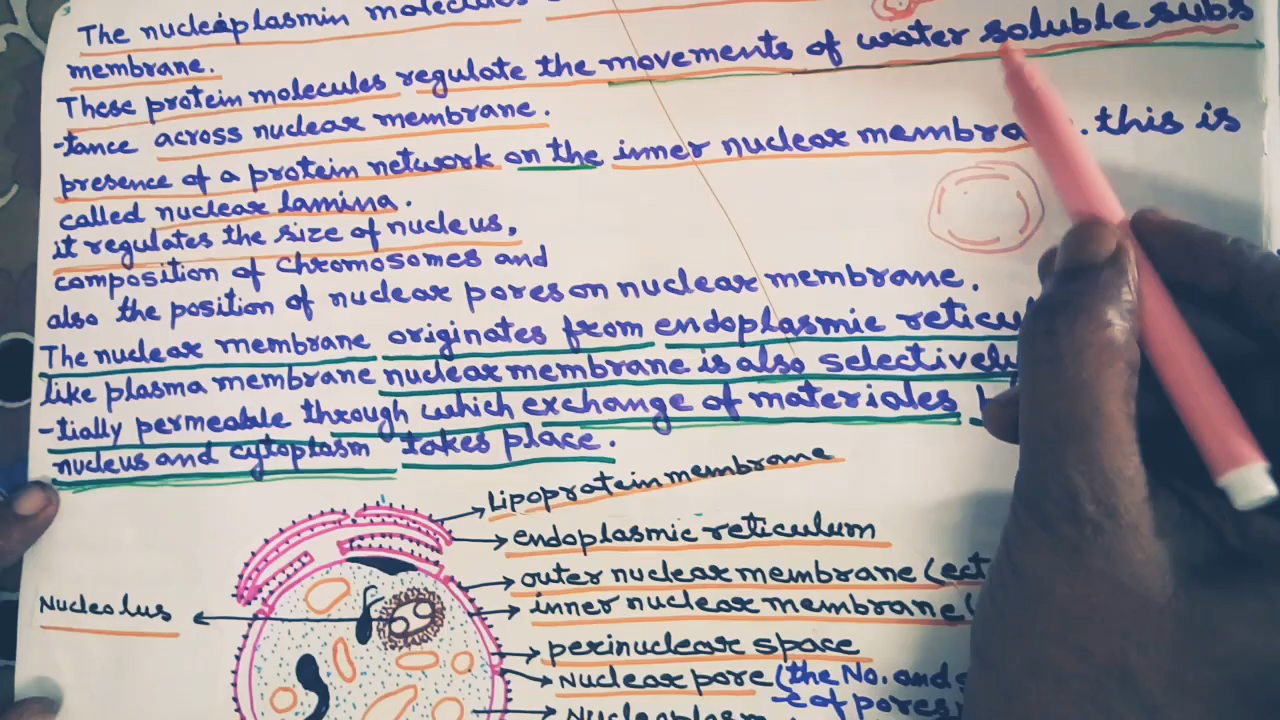 The nucleoplasmin molecules
membrane.
These protein molecules regulate the movements of water soluble subs
-tance across nuclear membrane.
presence of a protein network on the inner nuclear membra . this is
called nuclear lamina.
it regulates the size of nucleus,
composition of chromosomes and
also the position of nuclear pores on nuclear membrane.
The nuclear membrane originates from endoplasmic reticu
like plasma membrane nuclear membrane is also selectively
-tially permeable through which exchange of materiales
nucleus and cytoplasm takes place.
Lipoprotein membrane
endoplasmic reticulum
outer nuclear membrane (ect
Nucleolus
inner nuclear membrane (
perinuclear space
Nuclear pore (the No. and
of pores
Nucleoplasm